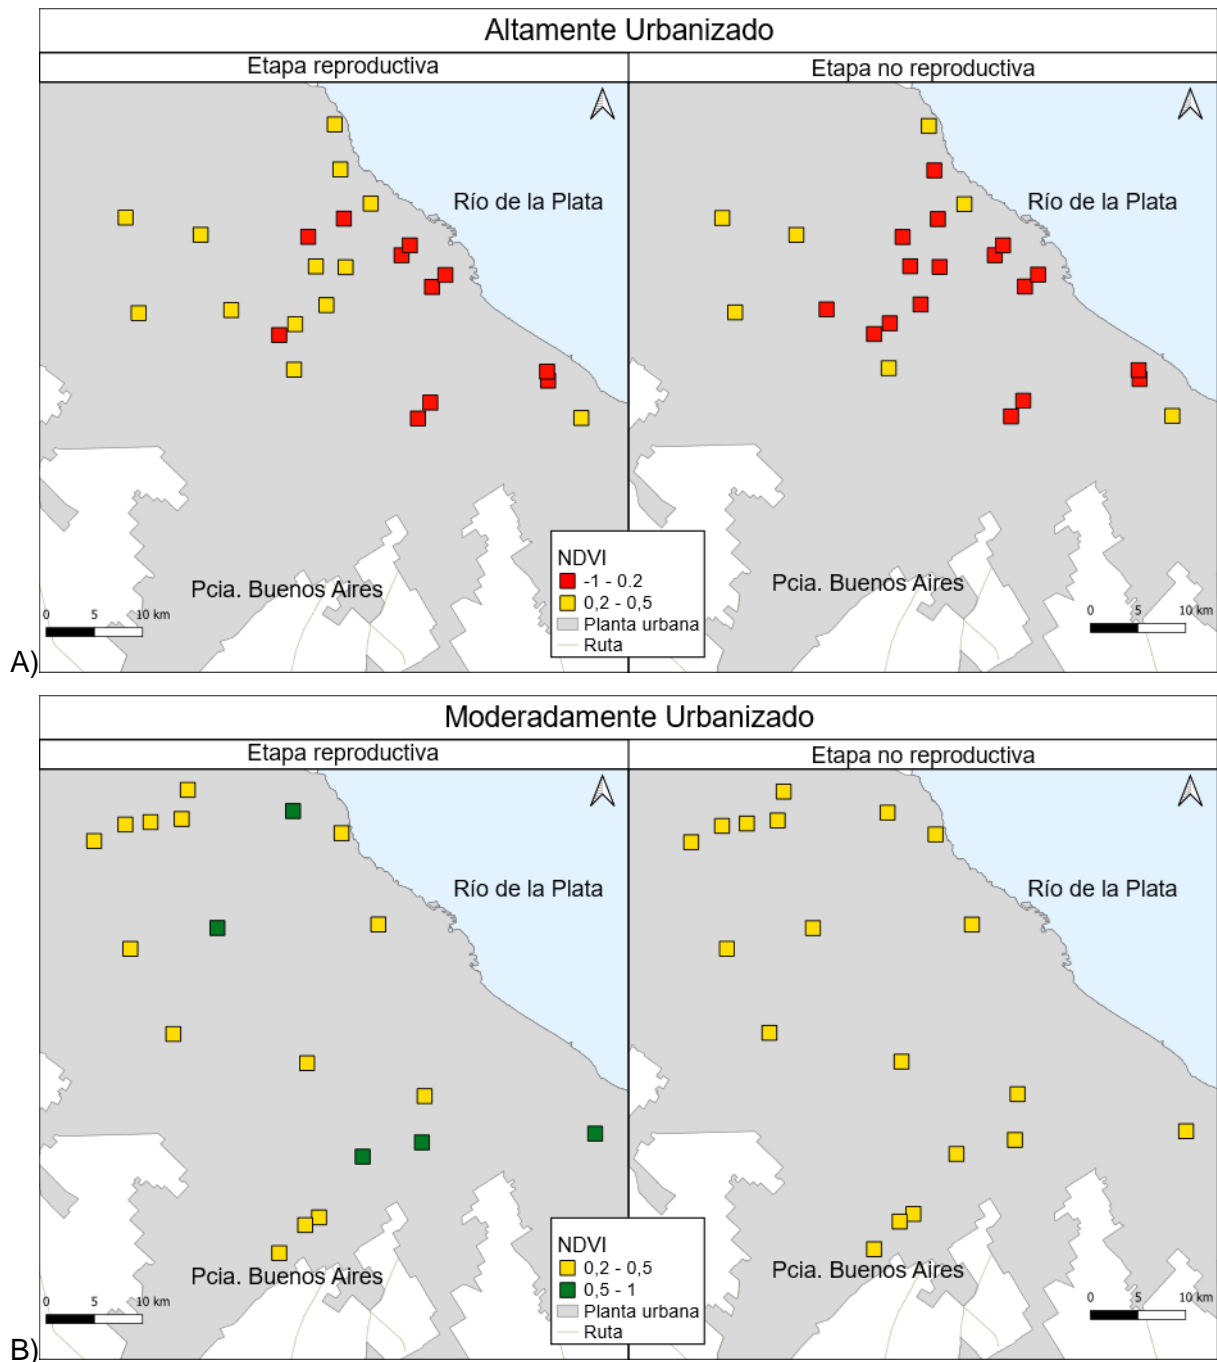 Altamente Urbanizado
Etapa reproductiva
Etapa no reproductiva
Río de la Plata
Río de la Plata
NDVI
-1 - 0.2
0,2 - 0,5
Planta urbana
Ruta
Pcia. Buenos Aires
Pcia. Buenos Aires
0 5 10 km
0 5 10 km
A)
Moderadamente Urbanizado
Etapa reproductiva
Etapa no reproductiva
Río de la Plata
Río de la Plata
NDVI
0,2 - 0,5
0,5 - 1
Planta urbana
Ruta
Pcia. Buenos Aires
Pcia. Buenos Aires
0 5 10 km
0 5 10 km
B)